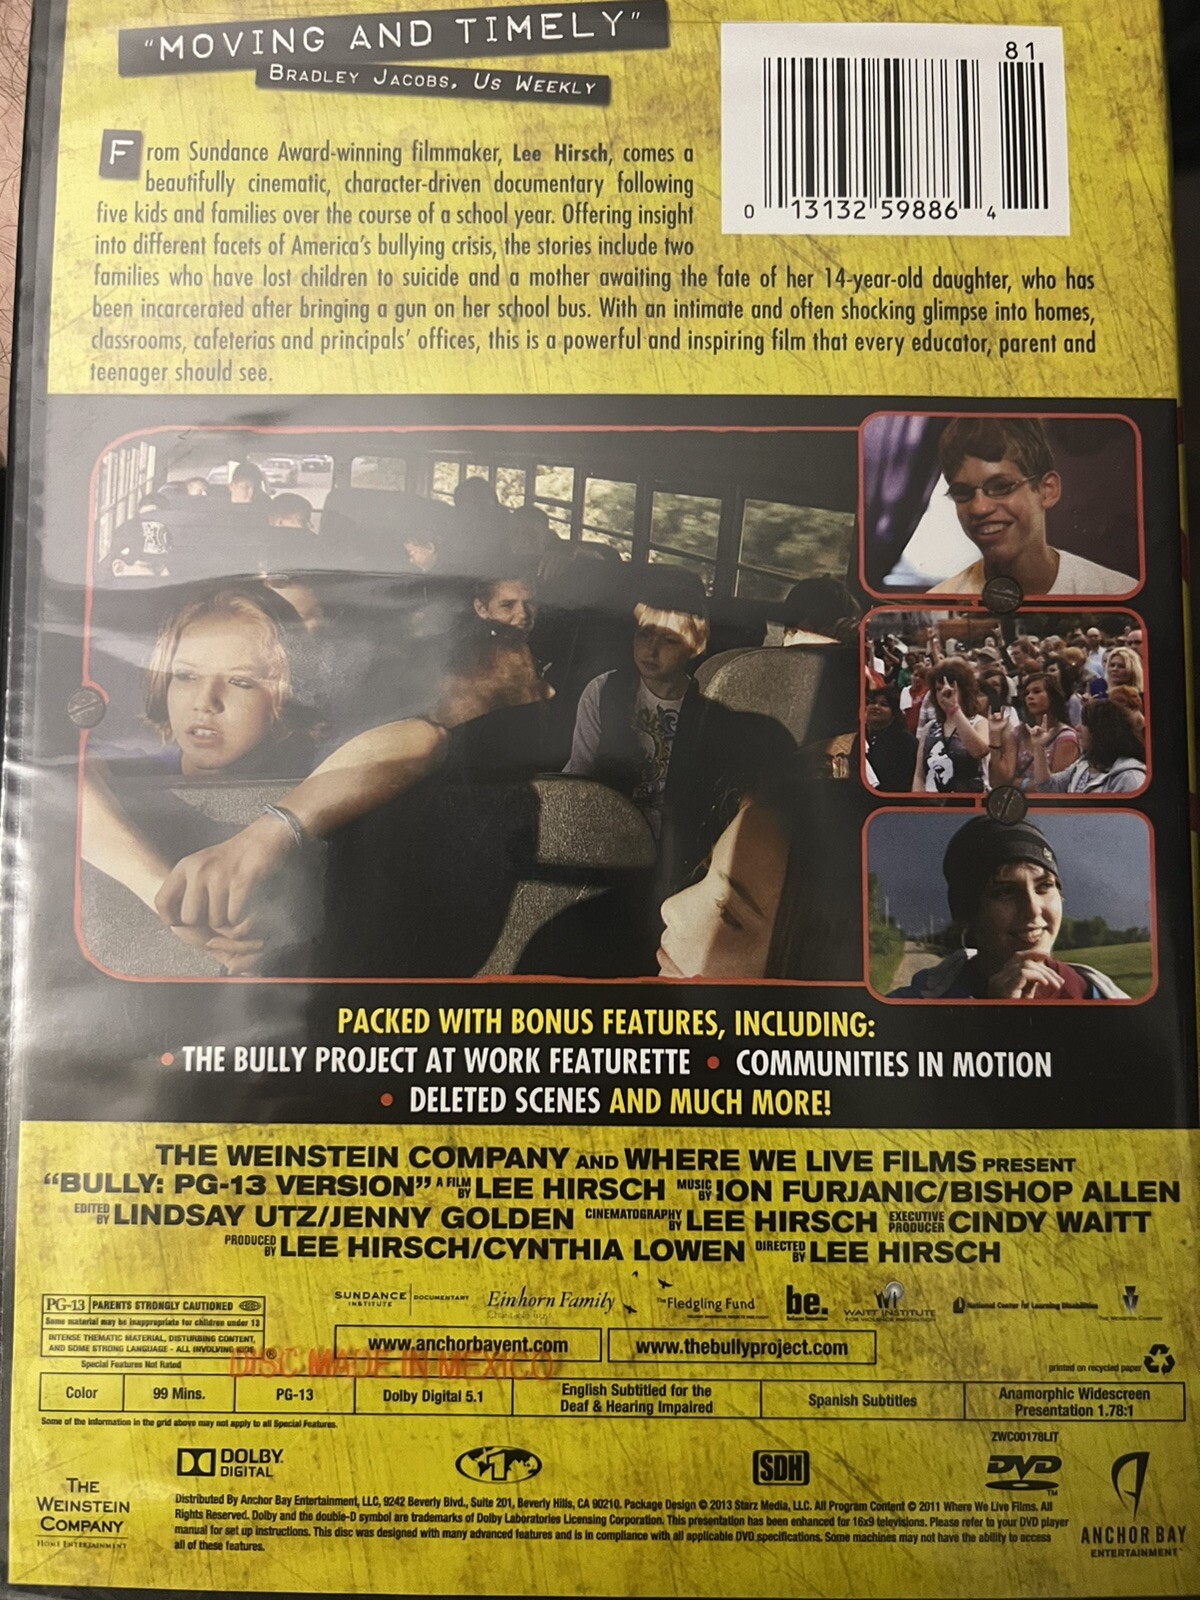 "MOVING AND TIMELY"
BRADLEY JACOBS, US WEEKLY
81
0 13132 59886 4
From Sundance Award-winning filmmaker, Lee Hirsch, comes a
beautifully cinematic, character-driven documentary following
five kids and families over the course of a school year. Offering insight
into different facets of America's bullying crisis, the stories include two
families who have lost children to suicide and a mother awaiting the fate of her 14-year-old daughter, who has
been incarcerated after bringing a gun on her school bus. With an intimate and often shocking glimpse into homes,
classrooms, cafeterias and principals' offices, this is a powerful and inspiring film that every educator, parent and
teenager should see.
PACKED WITH BONUS FEATURES, INCLUDING:
• THE BULLY PROJECT AT WORK FEATURETTE • COMMUNITIES IN MOTION
• DELETED SCENES AND MUCH MORE!
THE WEINSTEIN COMPANY AND WHERE WE LIVE FILMS PRESENT
"BULLY: PG-13 VERSION" A FILM BY LEE HIRSCH MUSIC BY ION FURJANIC/BISHOP ALLEN
EDITED BY LINDSAY UTZ/JENNY GOLDEN CINEMATOGRAPHY BY LEE HIRSCH EXECUTIVE PRODUCER CINDY WAITT
PRODUCED BY LEE HIRSCH/CYNTHIA LOWEN DIRECTED BY LEE HIRSCH
SUNDANCE INSTITUTE DOCUMENTARY
Einhorn Family
Charitable Trust
The Fledgling Fund
be.
WAITT INSTITUTE
FOR VIOLENCE PREVENTION
National Center for Learning Disabilities
PG-13 PARENTS STRONGLY CAUTIONED
Some material may be inappropriate for children under 13
INTENSE THEMATIC MATERIAL, DISTURBING CONTENT,
AND SOME STRONG LANGUAGE - ALL INVOLVING KIDS
®
Special Features Not Rated
www.anchorbayent.com
www.thebullyproject.com
DISC MADE IN MEXICO
printed on recycled paper
Color
99 Mins.
PG-13
Dolby Digital 5.1
English Subtitled for the
Deaf & Hearing Impaired
Spanish Subtitles
Anamorphic Widescreen
Presentation 1.78:1
Some of the information in the grid above may not apply to all Special Features.
ZWC00178LIT
DOLBY
DIGITAL
1
SDH
DVD
TM
THE
WEINSTEIN
COMPANY
HOME ENTERTAINMENT
Distributed By Anchor Bay Entertainment, LLC, 9242 Beverly Blvd., Suite 201, Beverly Hills, CA 90210. Package Design © 2013 Starz Media, LLC. All Program Content © 2011 Where We Live Films. All
Rights Reserved. Dolby and the double-D symbol are trademarks of Dolby Laboratories Licensing Corporation. This presentation has been enhanced for 16x9 televisions. Please refer to your DVD player
manual for set up instructions. This disc was designed with many advanced features and is in compliance with all applicable DVD specifications. Some machines may not have the ability to access
all of these features.
ANCHOR BAY
ENTERTAINMENT